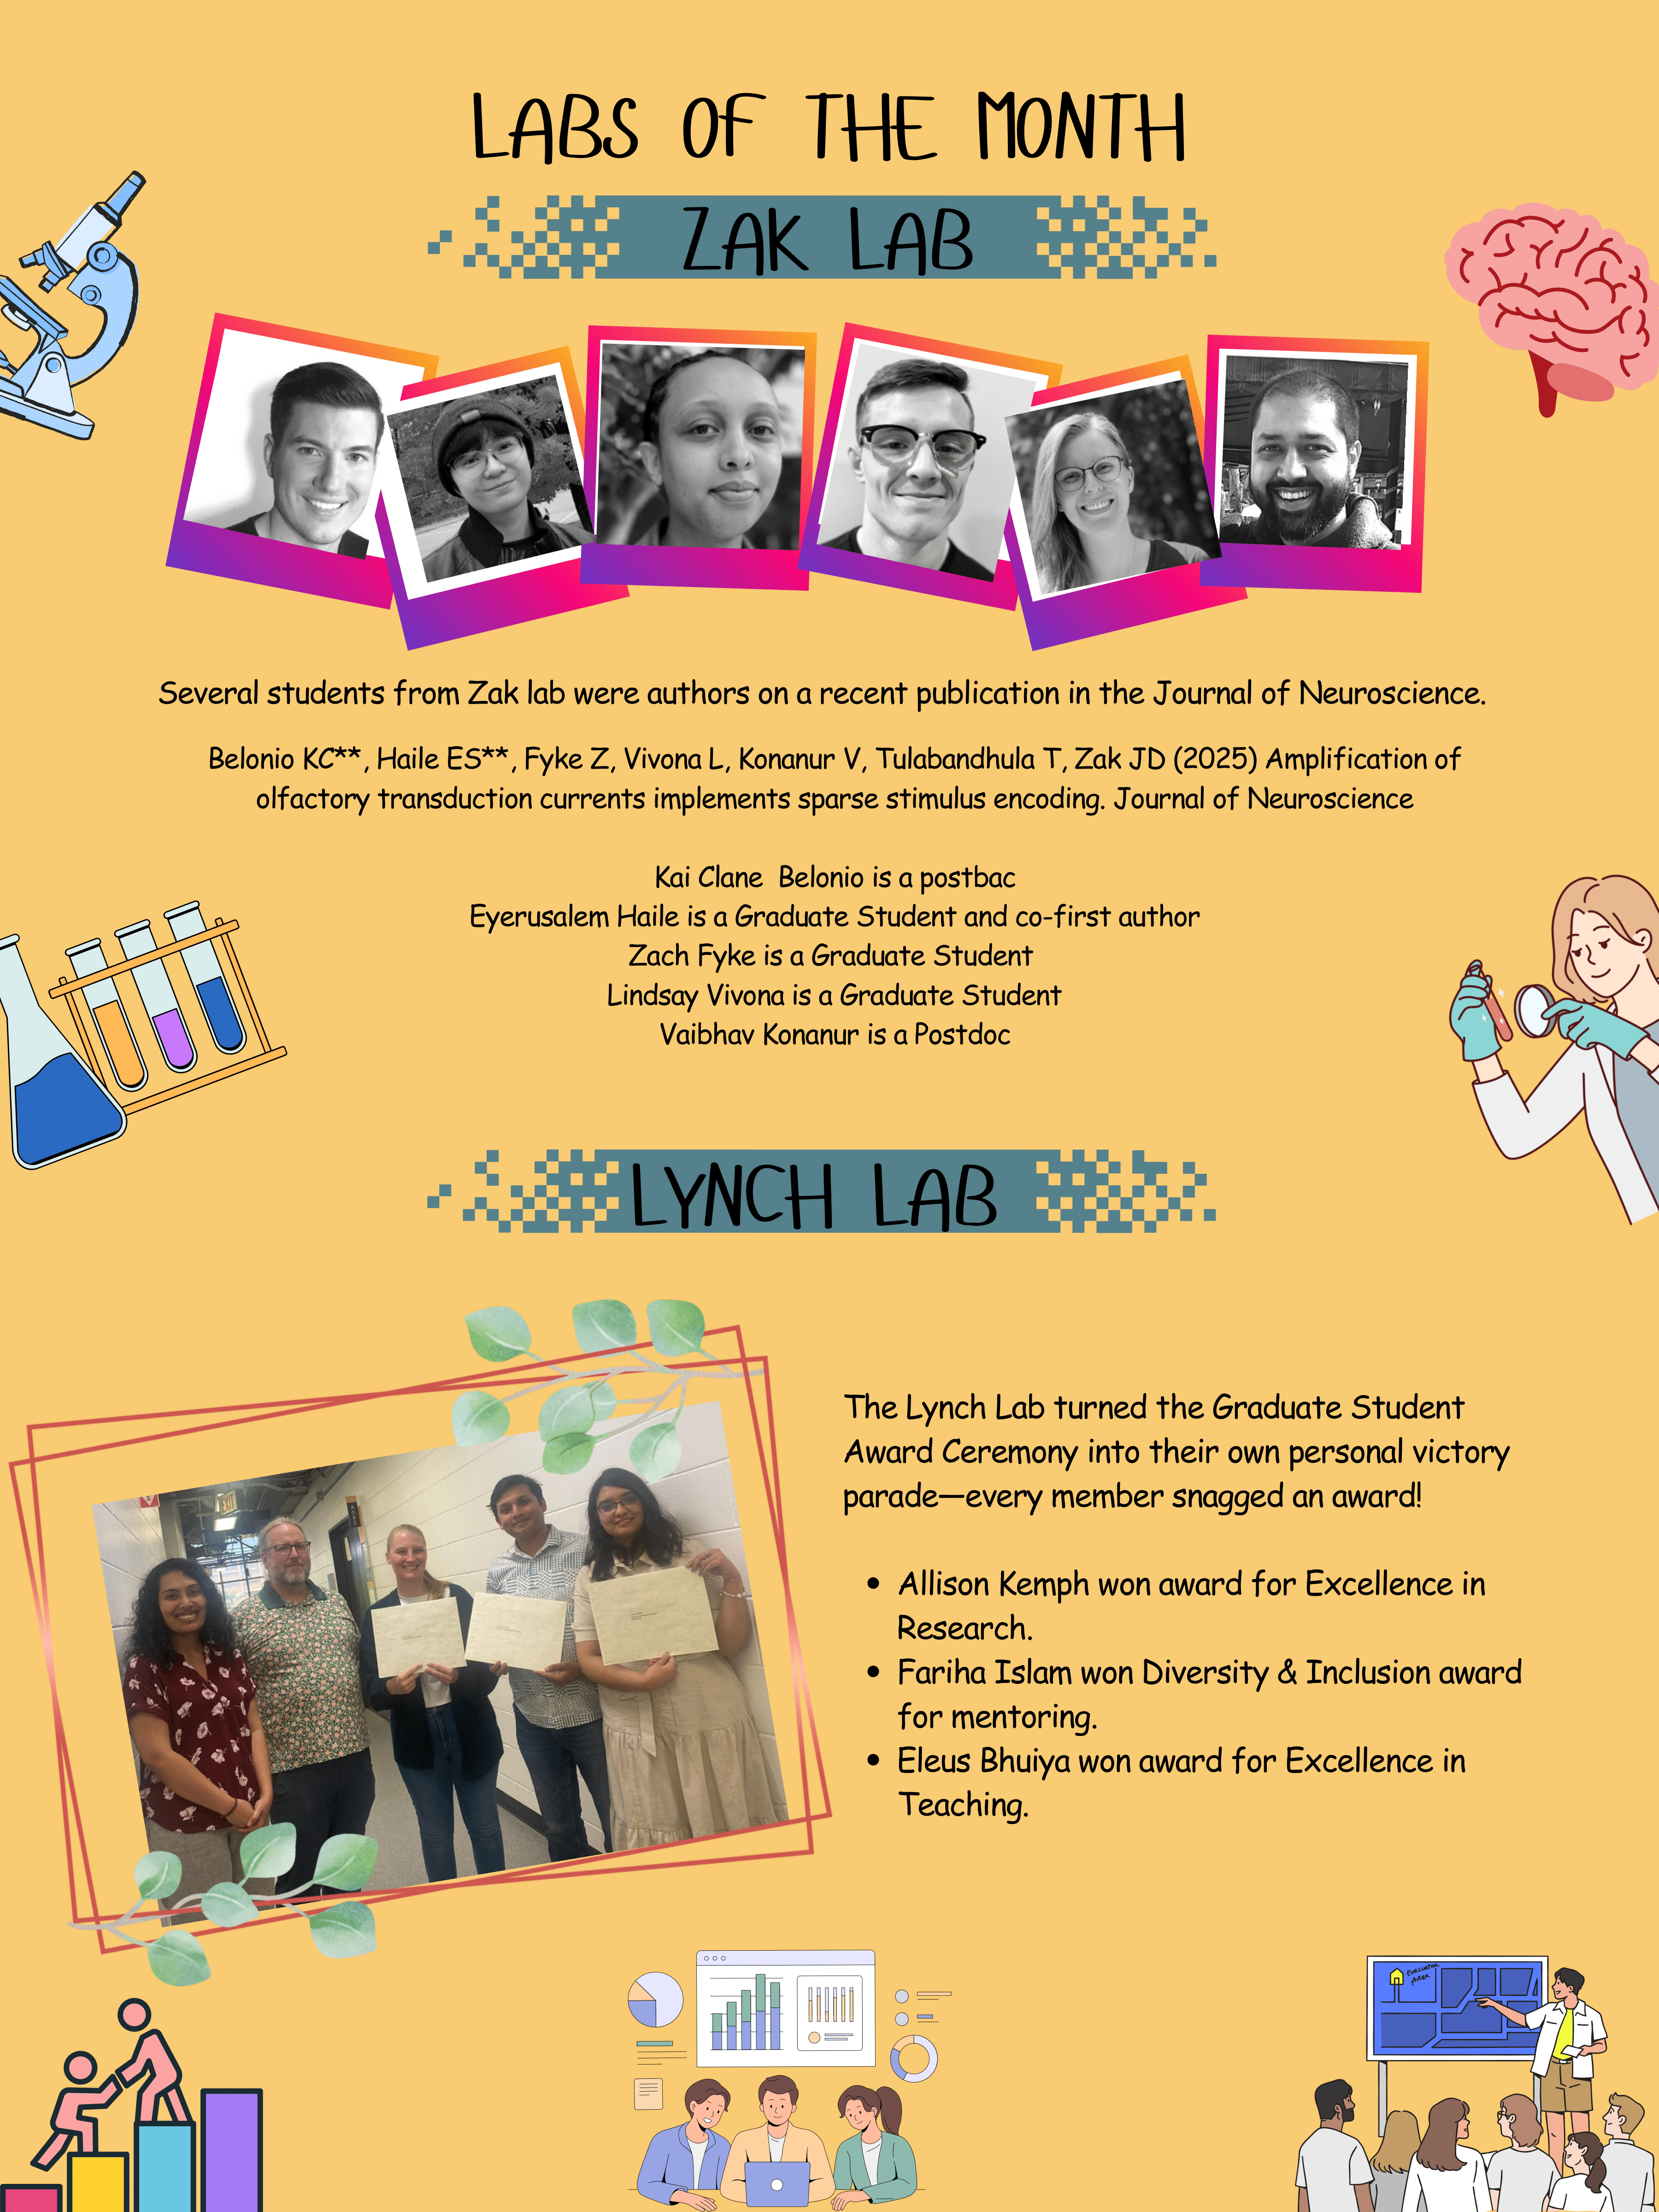 LABS OF THE MONTH
ZAK LAB
Several students from Zak lab were authors on a recent publication in the Journal of Neuroscience.
Belonio KC**, Haile ES**, Fyke Z, Vivona L, Konanur V, Tulabandhula T, Zak JD (2025) Amplification of
olfactory transduction currents implements sparse stimulus encoding. Journal of Neuroscience
Kai Clane  Belonio is a postbac
Eyerusalem Haile is a Graduate Student and co-first author
Zach Fyke is a Graduate Student
Lindsay Vivona is a Graduate Student
Vaibhav Konanur is a Postdoc
LYNCH LAB
EXIT
The Lynch Lab turned the Graduate Student
Award Ceremony into their own personal victory
parade—every member snagged an award!
• Allison Kemph won award for Excellence in
Research.
• Fariha Islam won Diversity & Inclusion award
for mentoring.
• Eleus Bhuiya won award for Excellence in
Teaching.
EVACUATION
AREA